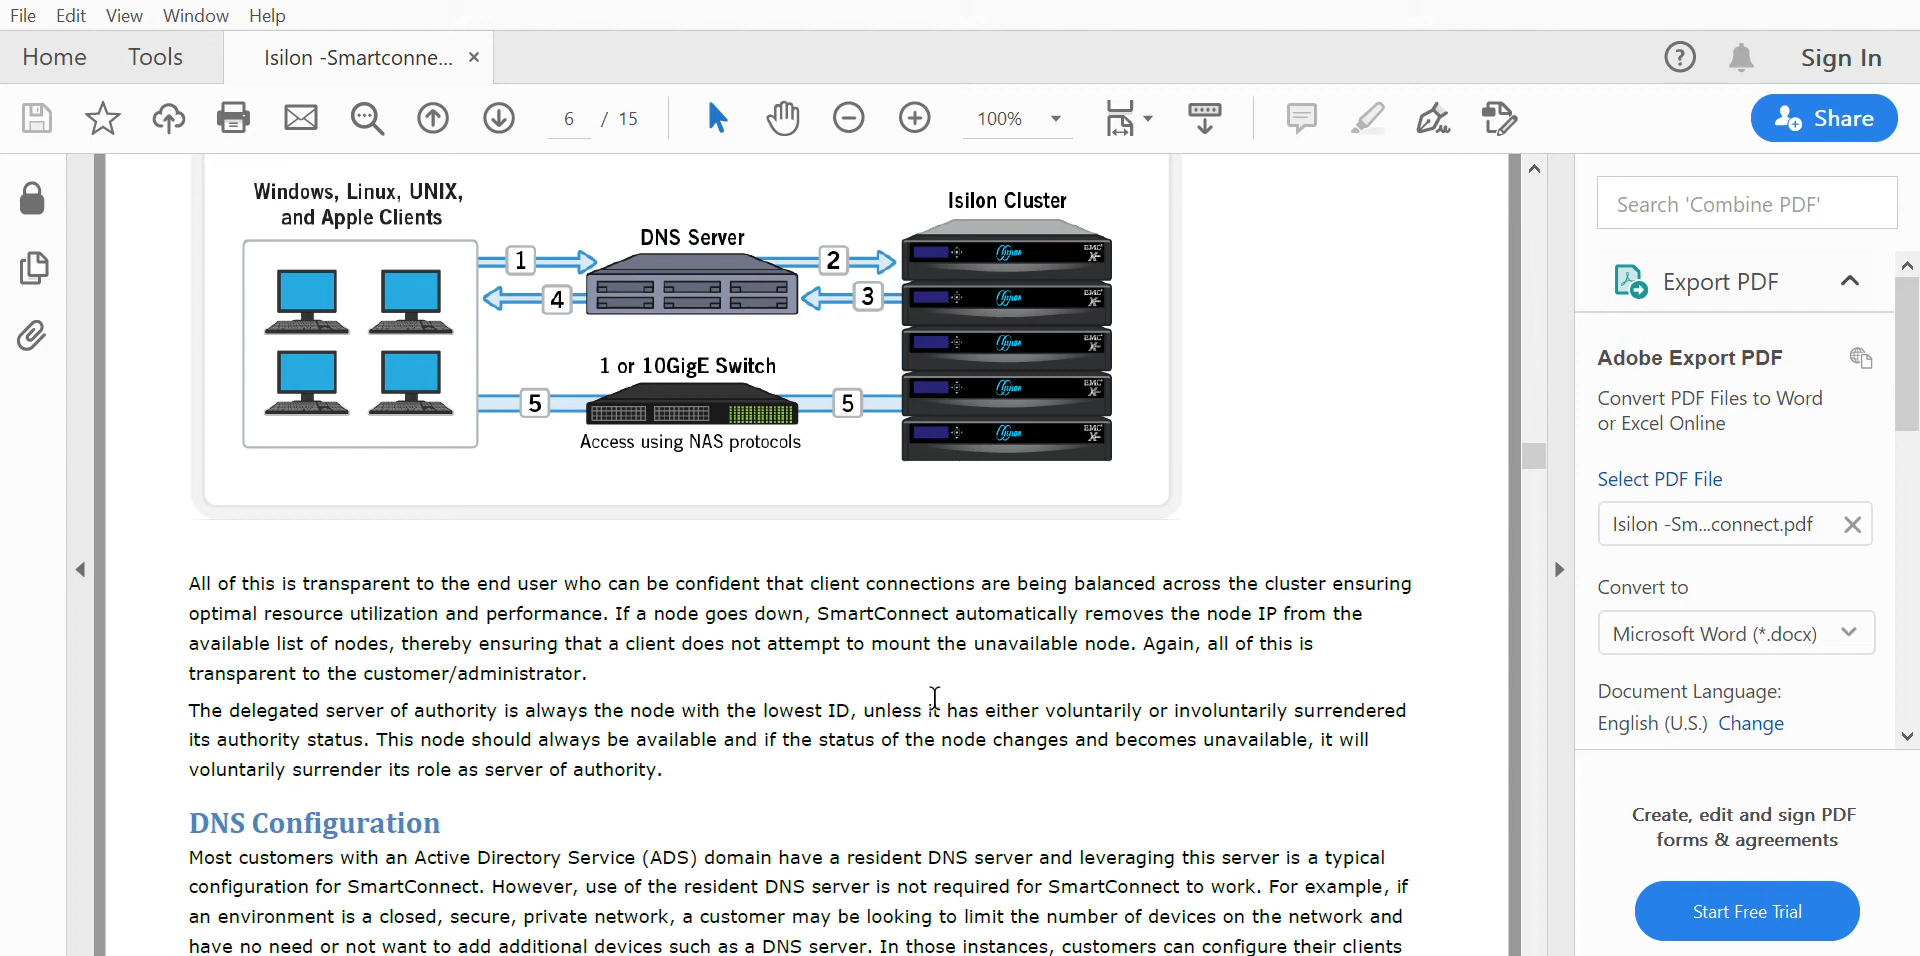 File Edit View Window Help
Home Tools Isilon -Smartconne... × ? Sign In
6 / 15 100% Share
Windows, Linux, UNIX,
and Apple Clients
Isilon Cluster
DNS Server
1 2
4 3
1 or 10GigE Switch
5 5
Access using NAS protocols
All of this is transparent to the end user who can be confident that client connections are being balanced across the cluster ensuring
optimal resource utilization and performance. If a node goes down, SmartConnect automatically removes the node IP from the
available list of nodes, thereby ensuring that a client does not attempt to mount the unavailable node. Again, all of this is
transparent to the customer/administrator.
The delegated server of authority is always the node with the lowest ID, unless it has either voluntarily or involuntarily surrendered
its authority status. This node should always be available and if the status of the node changes and becomes unavailable, it will
voluntarily surrender its role as server of authority.
DNS Configuration
Most customers with an Active Directory Service (ADS) domain have a resident DNS server and leveraging this server is a typical
configuration for SmartConnect. However, use of the resident DNS server is not required for SmartConnect to work. For example, if
an environment is a closed, secure, private network, a customer may be looking to limit the number of devices on the network and
have no need or not want to add additional devices such as a DNS server. In those instances, customers can configure their clients
Search 'Combine PDF'
Export PDF
Adobe Export PDF
Convert PDF Files to Word
or Excel Online
Select PDF File
Isilon -Sm...connect.pdf
Convert to
Microsoft Word (*.docx)
Document Language:
English (U.S.) Change
Create, edit and sign PDF
forms & agreements
Start Free Trial